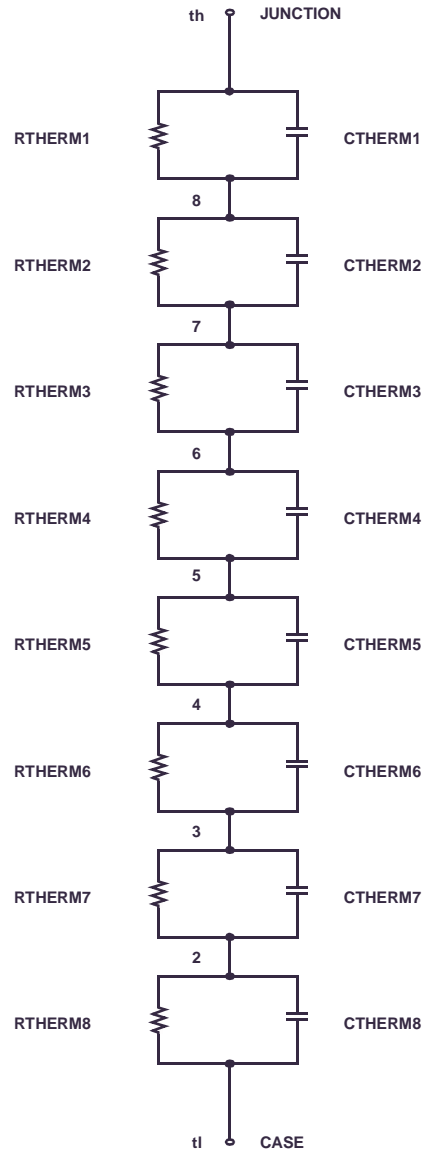 th JUNCTION
RTHERM1 CTHERM1
8
RTHERM2 CTHERM2
7
RTHERM3 CTHERM3
6
RTHERM4 CTHERM4
5
RTHERM5 CTHERM5
4
RTHERM6 CTHERM6
3
RTHERM7 CTHERM7
2
RTHERM8 CTHERM8
tl CASE